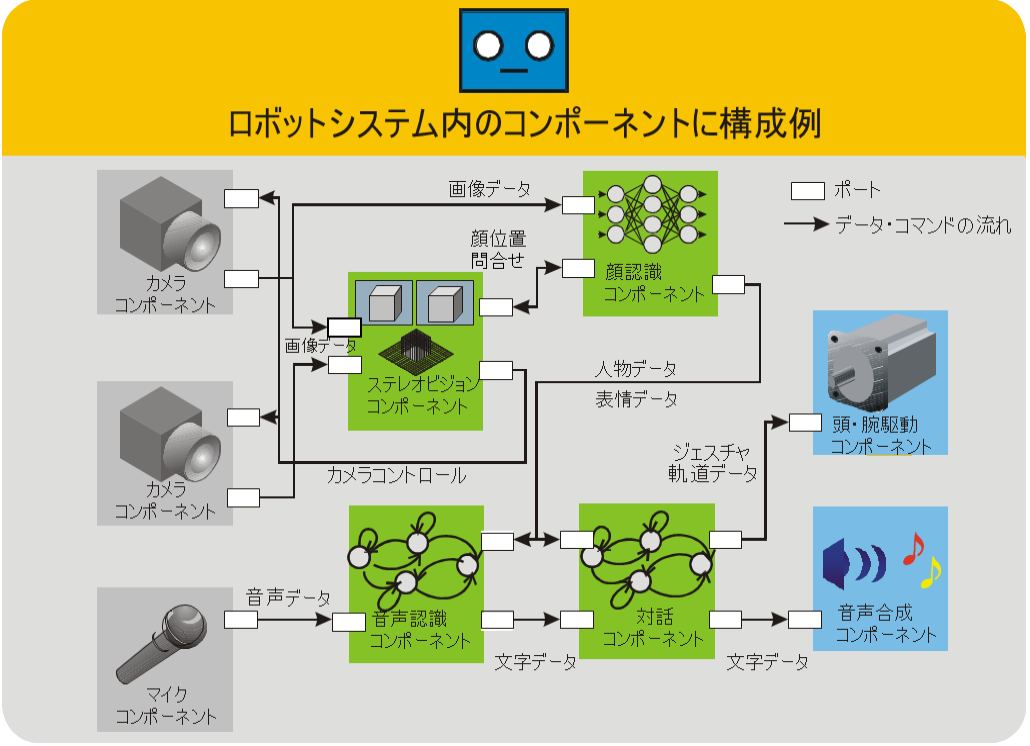 ロボットシステム内のコンポーネントに構成例
画像データ
ポート
データ・コマンドの流れ
カメラ
コンポーネント
顔位置
問合せ
顔認識
コンポーネント
画像データ
ステレオビジョン
コンポーネント
人物データ
表情データ
頭・腕駆動
コンポーネント
カメラ
コンポーネント
カメラコントロール
ジェスチャ
軌道データ
音声データ
音声認識
コンポーネント
文字データ
対話
コンポーネント
文字データ
音声合成
コンポーネント
マイク
コンポーネント